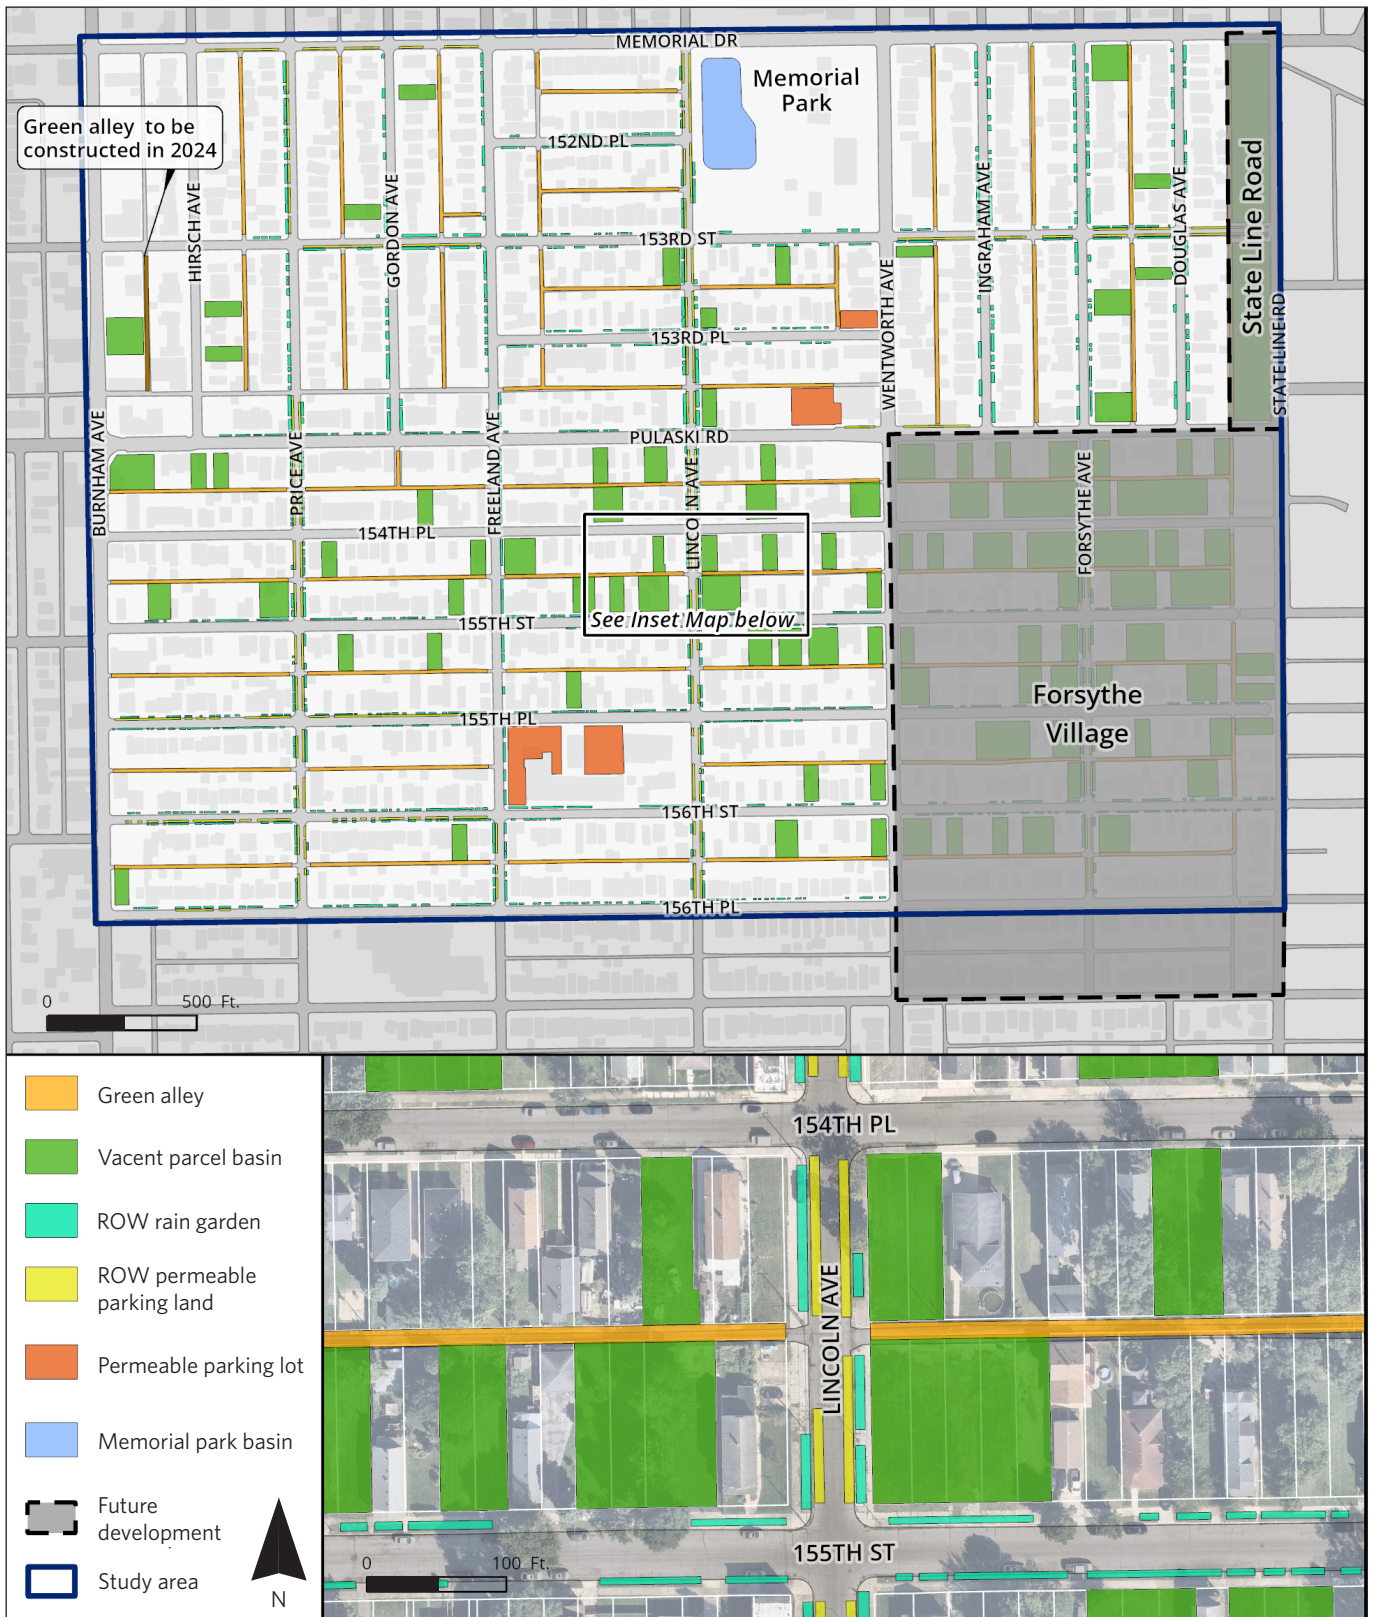 MEMORIAL DR
Memorial
Park
Green alley to be
constructed in 2024
152ND PL
HIRSCH AVE
GORDON AVE
INGRAHAM AVE
DOUGLAS AVE
State Line Road
153RD ST
WENTWORTH AVE
STATE LINE RD
153RD PL
BURNHAM AVE
PRICE AVE
FREELAND AVE
PULASKI RD
LINCOLN AVE
FORSYTHE AVE
154TH PL
See Inset Map below
155TH ST
Forsythe
Village
155TH PL
156TH ST
156TH PL
0 500 Ft.
Green alley
Vacent parcel basin
ROW rain garden
ROW permeable
parking land
Permeable parking lot
Memorial park basin
Future
development
Study area
N
154TH PL
LINCOLN AVE
155TH ST
0 100 Ft.